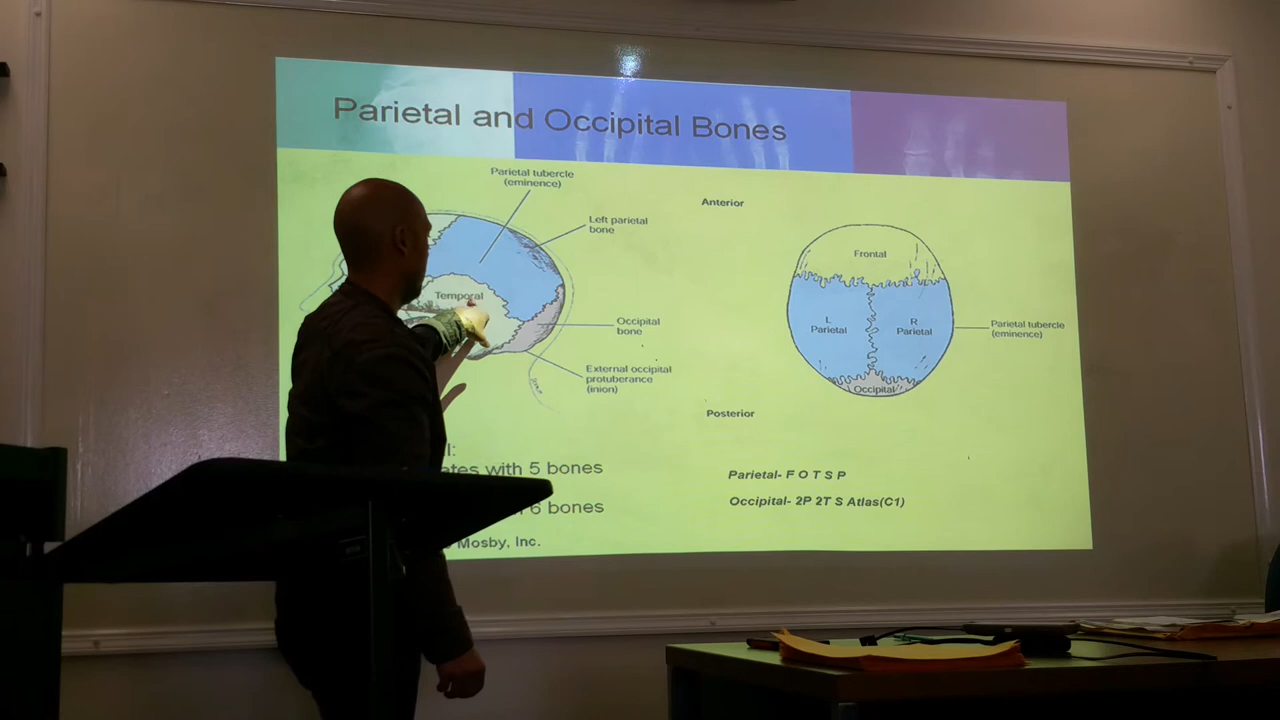 Parietal and Occipital Bones
Parietal tubercle
(eminence)
Left parietal
bone
Temporal
Occipital
bone
External occipital
protuberance
(inion)
Anterior
Frontal
L
Parietal
R
Parietal
Parietal tubercle
(eminence)
Occipital
Posterior
with 5 bones
6 bones
Mosby, Inc.
Parietal- F O T S P
Occipital- 2P 2T S Atlas(C1)